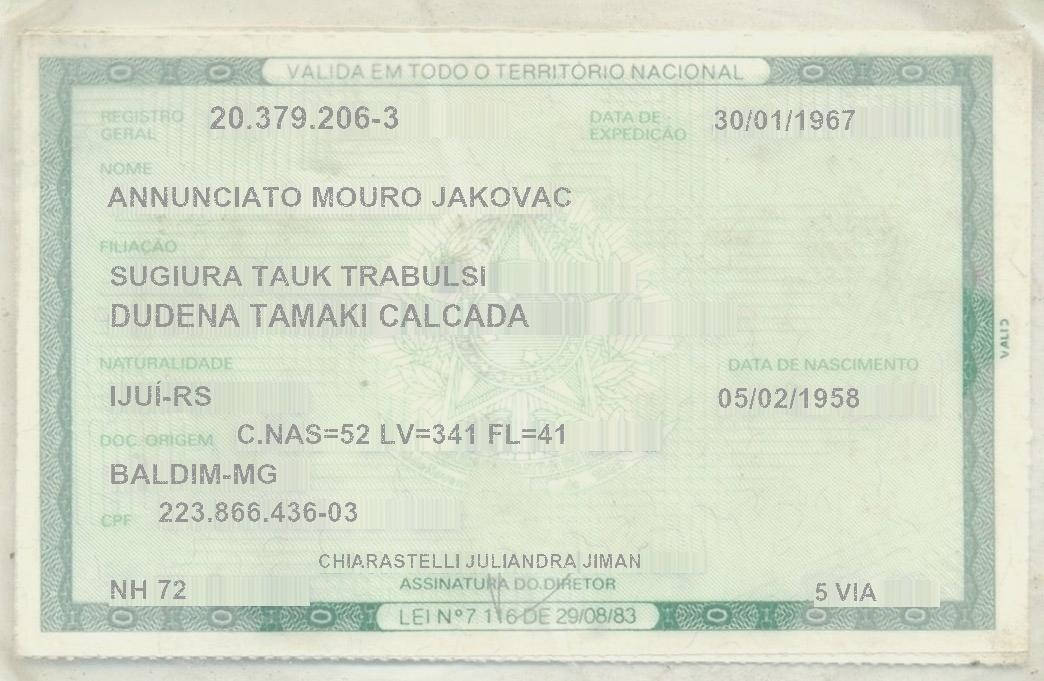 VÁLIDA EM TODO O TERRITÓRIO NACIONAL
REGISTRO GERAL 20.379.206-3 DATA DE EXPEDIÇÃO 30/01/1967
NOME
ANNUNCIATO MOURO JAKOVAC
FILIAÇÃO
SUGIURA TAUK TRABULSI
DUDENA TAMAKI CALCADA
NATURALIDADE DATA DE NASCIMENTO
IJUÍ-RS 05/02/1958
DOC. ORIGEM C.NAS=52 LV=341 FL=41
BALDIM-MG
CPF 223.866.436-03
CHIARASTELLI JULIANDRA JIMAN
NH 72 ASSINATURA DO DIRETOR 5 VIA
LEI Nº 7.116 DE 29/08/83
VALID